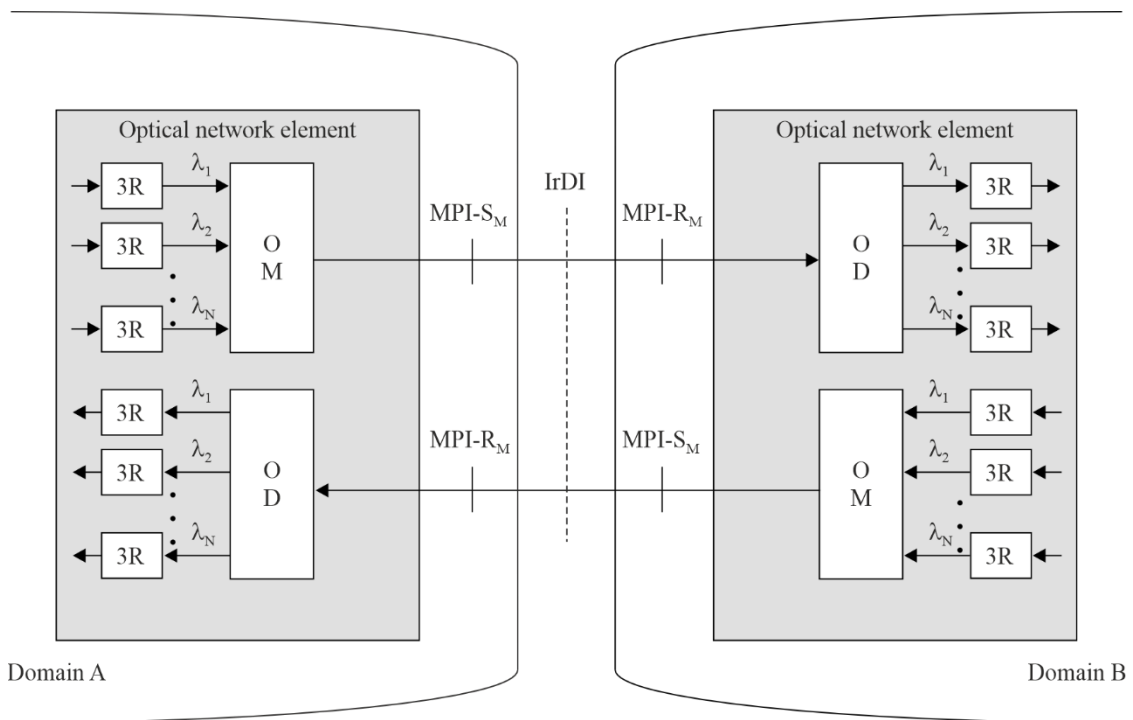 Optical network element
Optical network element
3R λ1
λ1 3R
IrDI
MPI-SM
MPI-RM
3R λ2
O
M
O
D
λ2 3R
3R λN
λN 3R
3R λ1
λ1 3R
MPI-RM
MPI-SM
3R λ2
O
D
O
M
λ2 3R
3R λN
λN 3R
Domain A
Domain B